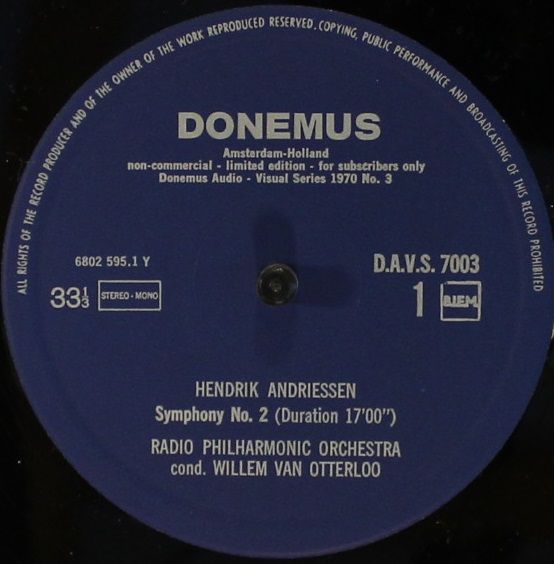 ALL RIGHTS OF THE RECORD PRODUCER AND OF THE OWNER OF THE WORK REPRODUCED RESERVED. COPYING, PUBLIC PERFORMANCE AND BROADCASTING OF THIS RECORD PROHIBITED
DONEMUS
Amsterdam-Holland
non-commercial - limited edition - for subscribers only
Donemus Audio - Visual Series 1970 No. 3
6802 595.1 Y
D.A.V.S. 7003
33⅓ STEREO - MONO
1 B.I.E.M.
HENDRIK ANDRIESSEN
Symphony No. 2 (Duration 17'00")
RADIO PHILHARMONIC ORCHESTRA
cond. WILLEM VAN OTTERLOO